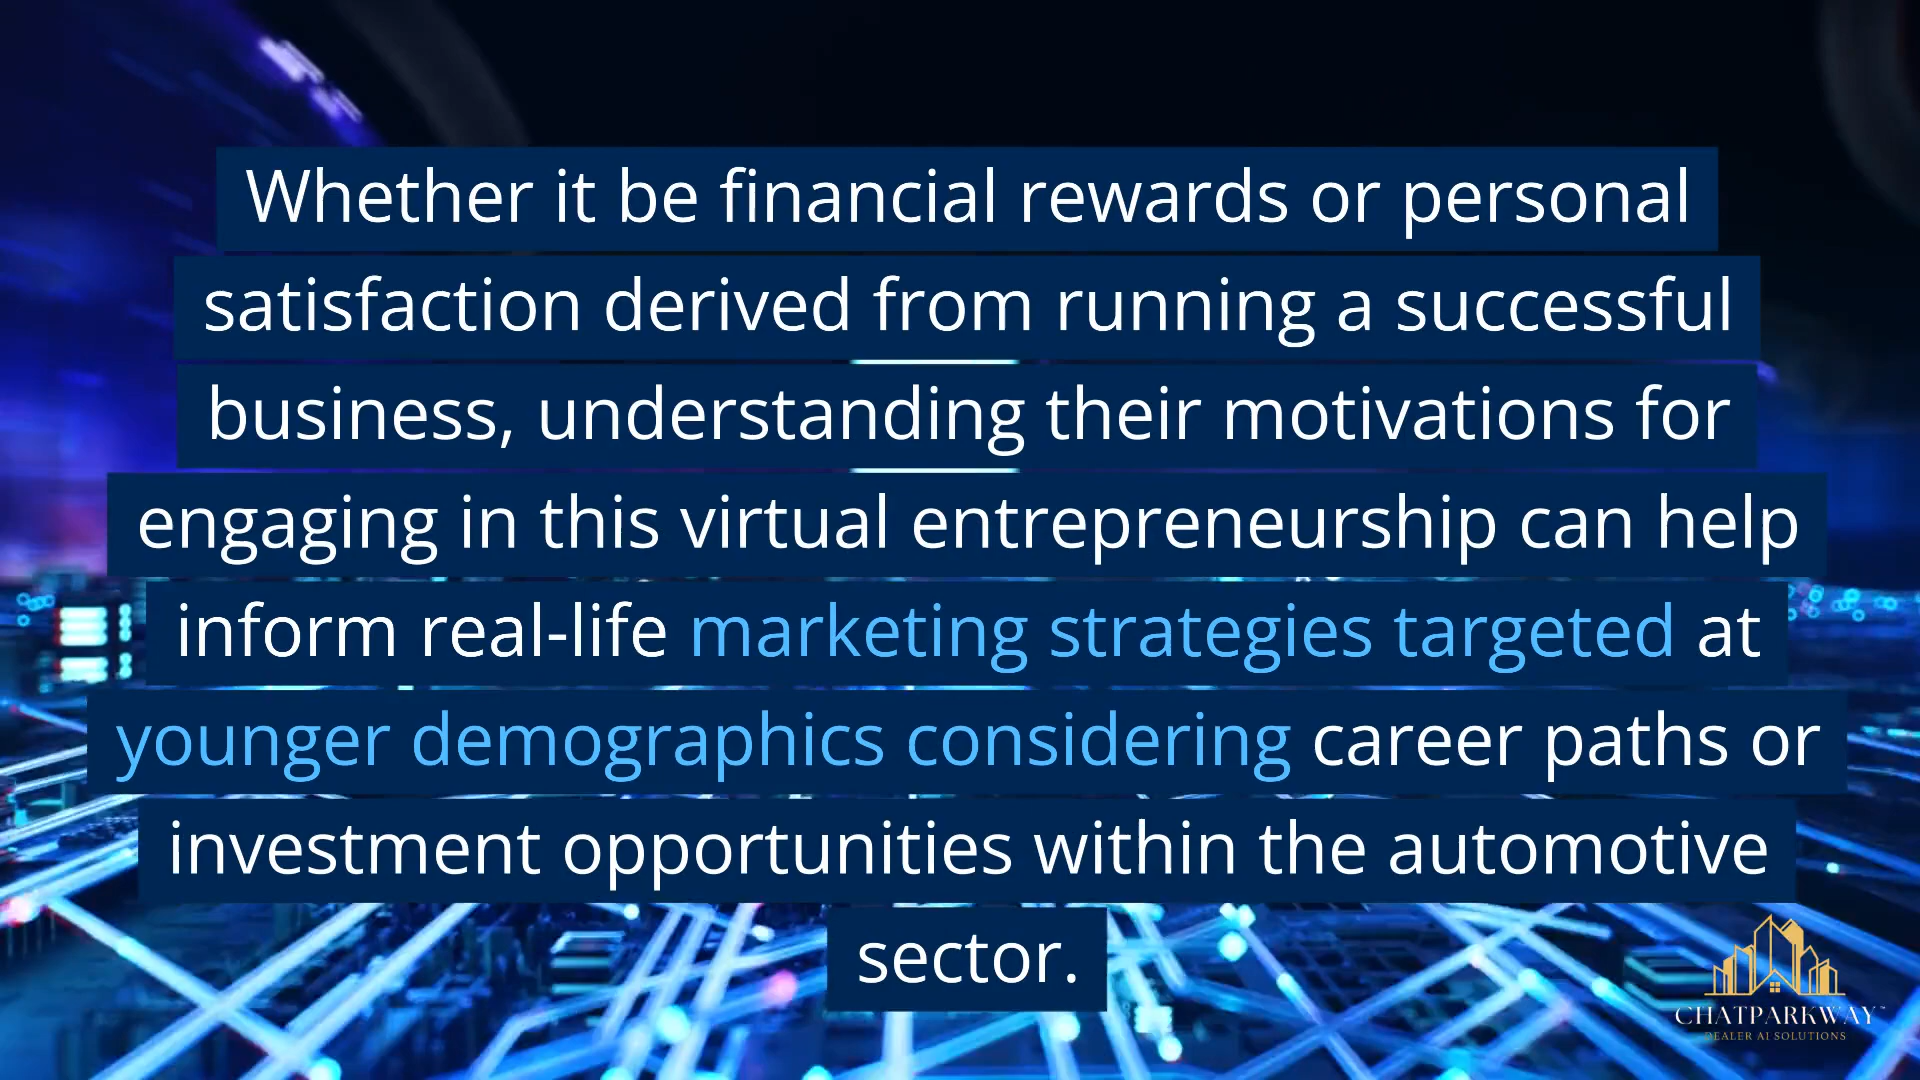 Whether it be financial rewards or personal
satisfaction derived from running a successful
business, understanding their motivations for
engaging in this virtual entrepreneurship can help
inform real-life marketing strategies targeted at
younger demographics considering career paths or
investment opportunities within the automotive
sector.
CHATPARKWAY™
DEALER AI SOLUTIONS